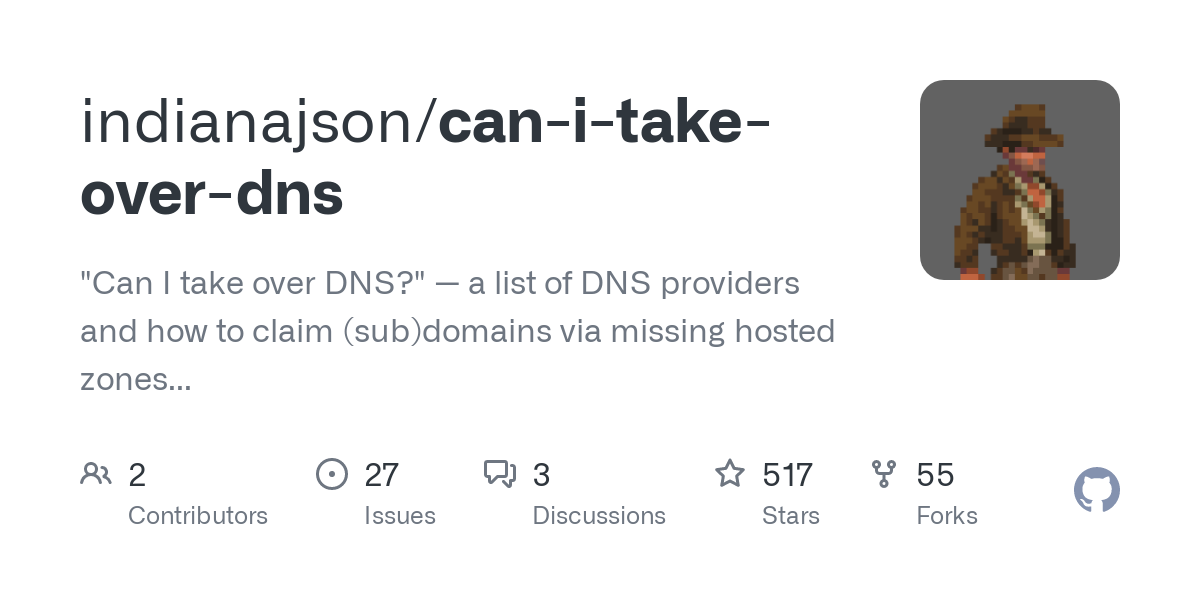 indianajson/can-i-take-
over-dns
"Can I take over DNS?" — a list of DNS providers
and how to claim (sub)domains via missing hosted
zones...
2 27 3 517 55
Contributors Issues Discussions Stars Forks